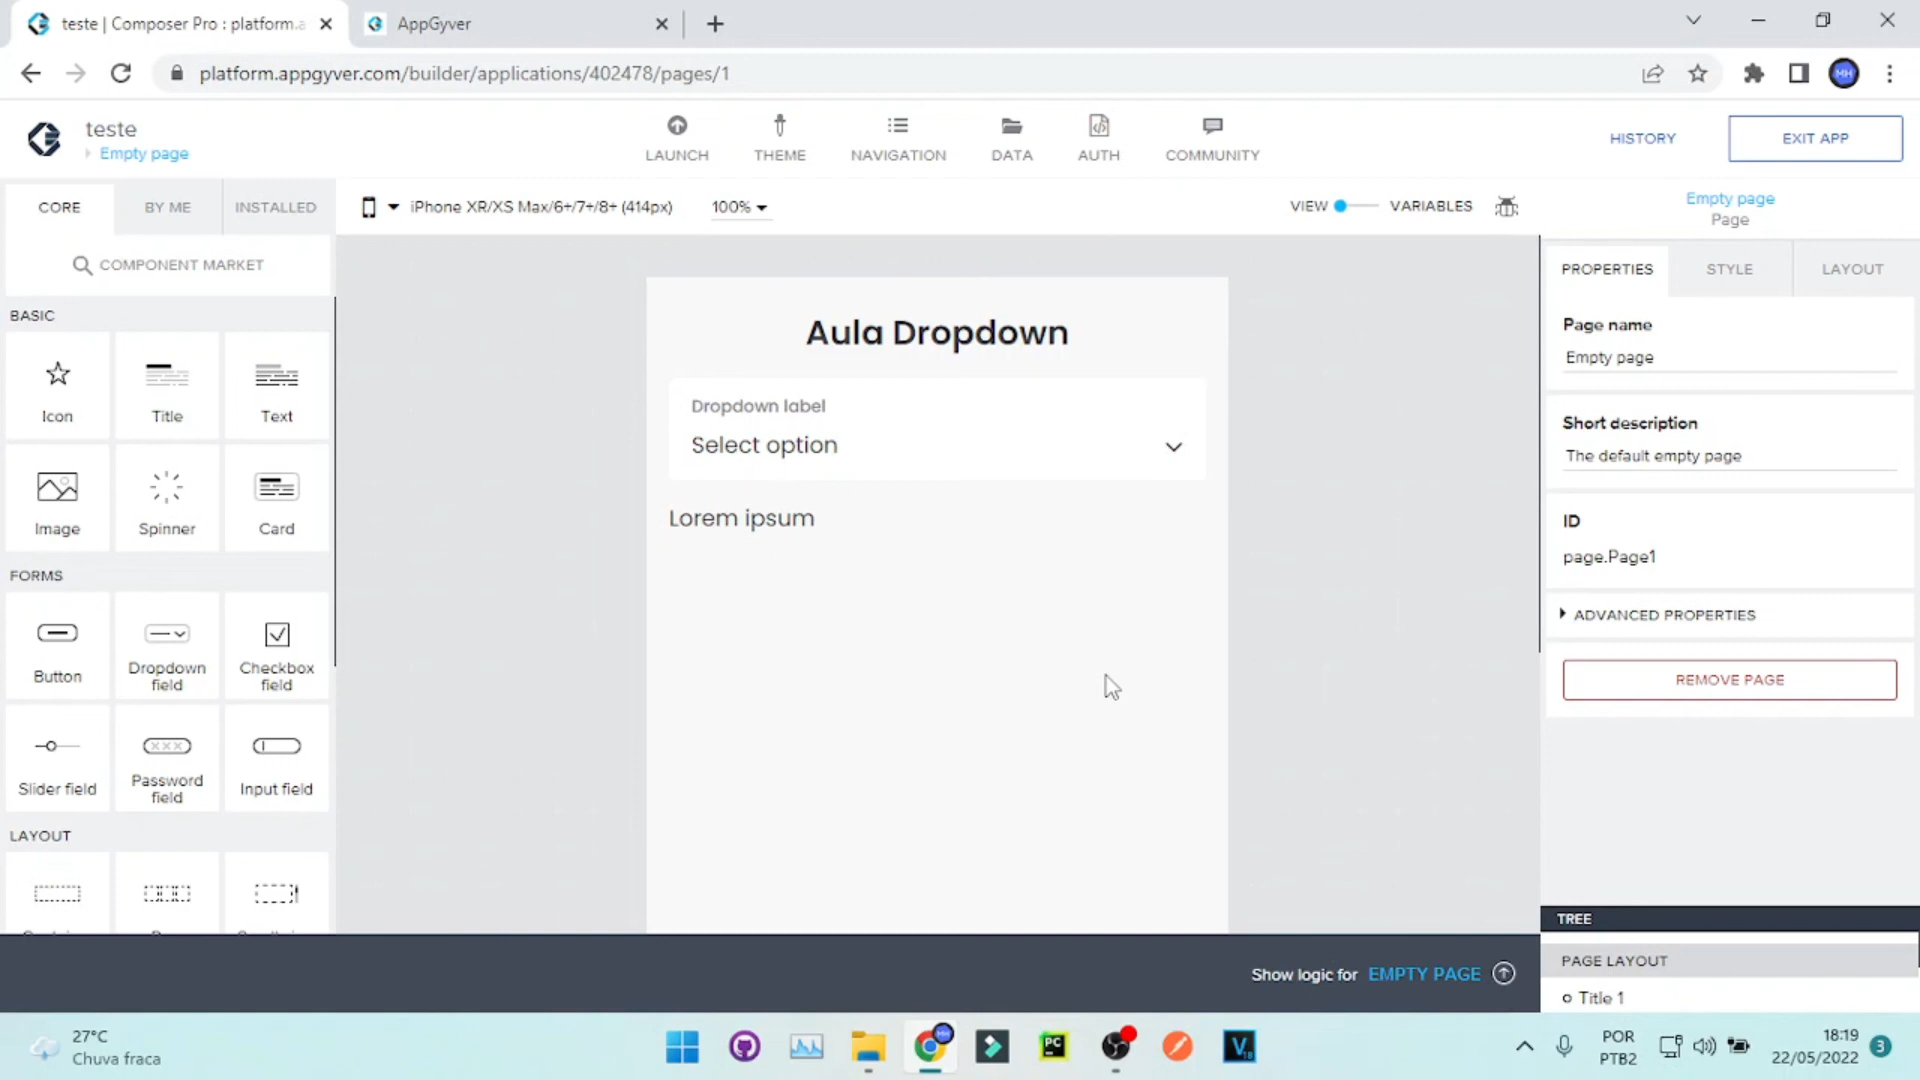 teste | Composer Pro : platform.a
AppGyver
platform.appgyver.com/builder/applications/402478/pages/1
MH
teste
Empty page
LAUNCH
THEME
NAVIGATION
DATA
AUTH
COMMUNITY
HISTORY
EXIT APP
CORE
BY ME
INSTALLED
iPhone XR/XS Max/6+/7+/8+ (414px)
100%
VIEW
VARIABLES
Empty page
Page
COMPONENT MARKET
PROPERTIES
STYLE
LAYOUT
BASIC
Icon
Title
Text
Image
Spinner
Card
FORMS
Button
Dropdown
field
Checkbox
field
Slider field
Password
field
Input field
LAYOUT
Aula Dropdown
Dropdown label
Select option
Lorem ipsum
Page name
Empty page
Short description
The default empty page
ID
page.Page1
ADVANCED PROPERTIES
REMOVE PAGE
TREE
PAGE LAYOUT
Title 1
Show logic for EMPTY PAGE
27°C
Chuva fraca
PC
V
18
POR
PTB2
18:19
22/05/2022
3